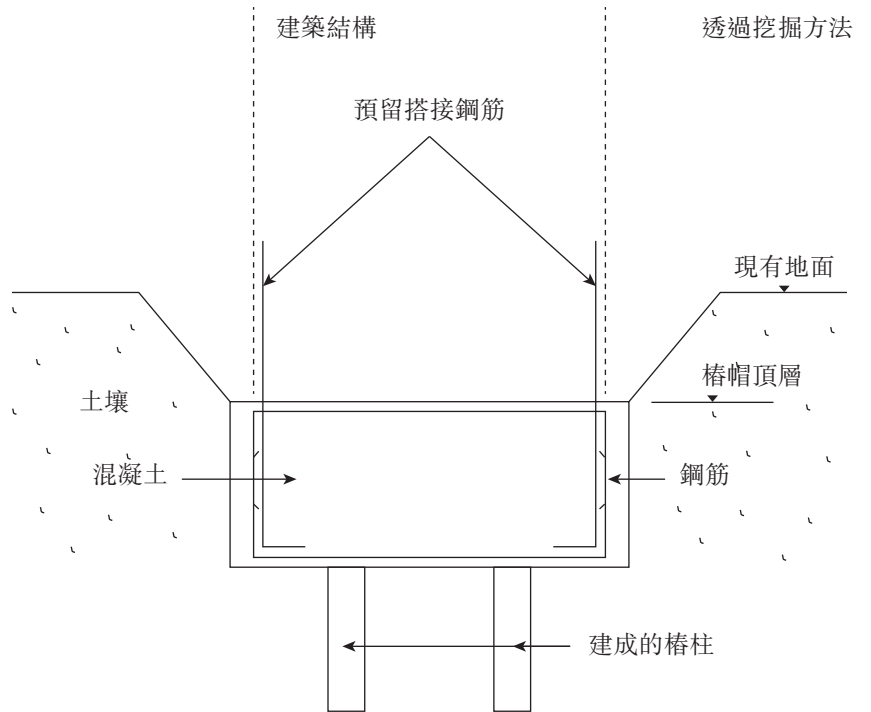 建築結構
透過挖掘方法
預留搭接鋼筋
現有地面
樁帽頂層
土壤
混凝土
鋼筋
建成的樁柱